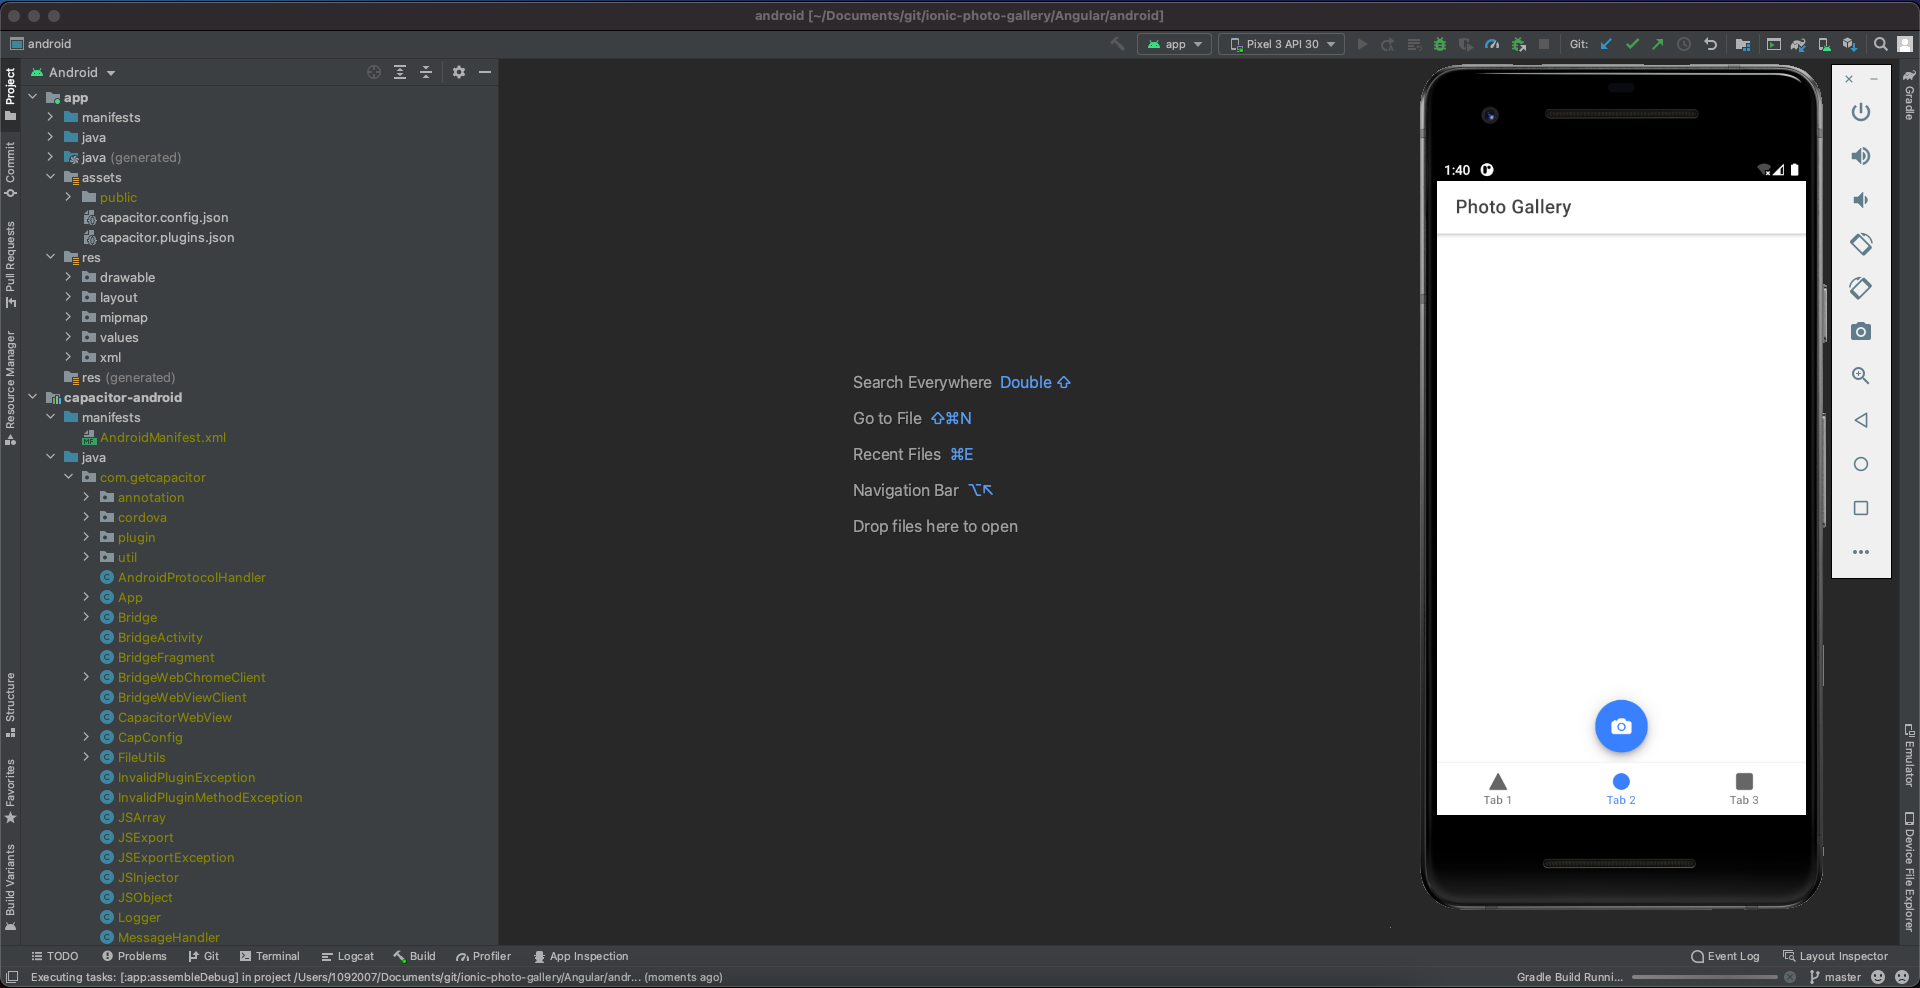 android [~/Documents/git/ionic-photo-gallery/Angular/android]
android
app
Pixel 3 API 30
Git:
Project
Commit
Pull Requests
Resource Manager
Structure
Favorites
Build Variants
Android
app
manifests
java
java (generated)
assets
public
capacitor.config.json
capacitor.plugins.json
res
drawable
layout
mipmap
values
xml
res (generated)
capacitor-android
manifests
AndroidManifest.xml
java
com.getcapacitor
annotation
cordova
plugin
util
AndroidProtocolHandler
App
Bridge
BridgeActivity
BridgeFragment
BridgeWebChromeClient
BridgeWebViewClient
CapacitorWebView
CapConfig
FileUtils
InvalidPluginException
InvalidPluginMethodException
JSArray
JSExport
JSExportException
JSInjector
JSObject
Logger
MessageHandler
Search Everywhere Double ⇧
Go to File ⇧⌘N
Recent Files ⌘E
Navigation Bar ⌥↖
Drop files here to open
1:40
Photo Gallery
Tab 1
Tab 2
Tab 3
Gradle
Emulator
Device File Explorer
TODO
Problems
Git
Terminal
Logcat
Build
Profiler
App Inspection
Event Log
Layout Inspector
Executing tasks: [:app:assembleDebug] in project /Users/1092007/Documents/git/ionic-photo-gallery/Angular/andr... (moments ago)
Gradle Build Runni...
master